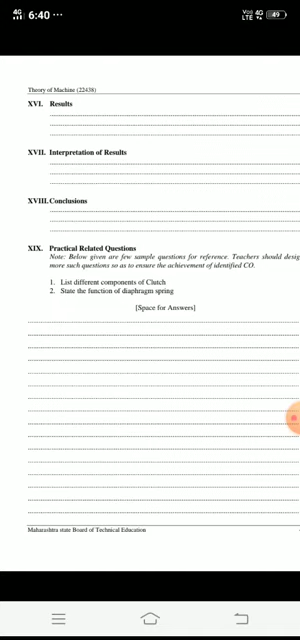 4G 6:40 ···
Vo) 4G 49
LTE
Theory of Machine (22438)
XVI. Results
XVII. Interpretation of Results
XVIII. Conclusions
XIX. Practical Related Questions
Note: Below given are few sample questions for reference. Teachers should desig
more such questions so as to ensure the achievement of identified CO.
1. List different components of Clutch
2. State the function of diaphragm spring
[Space for Answers]
Maharashtra state Board of Technical Education